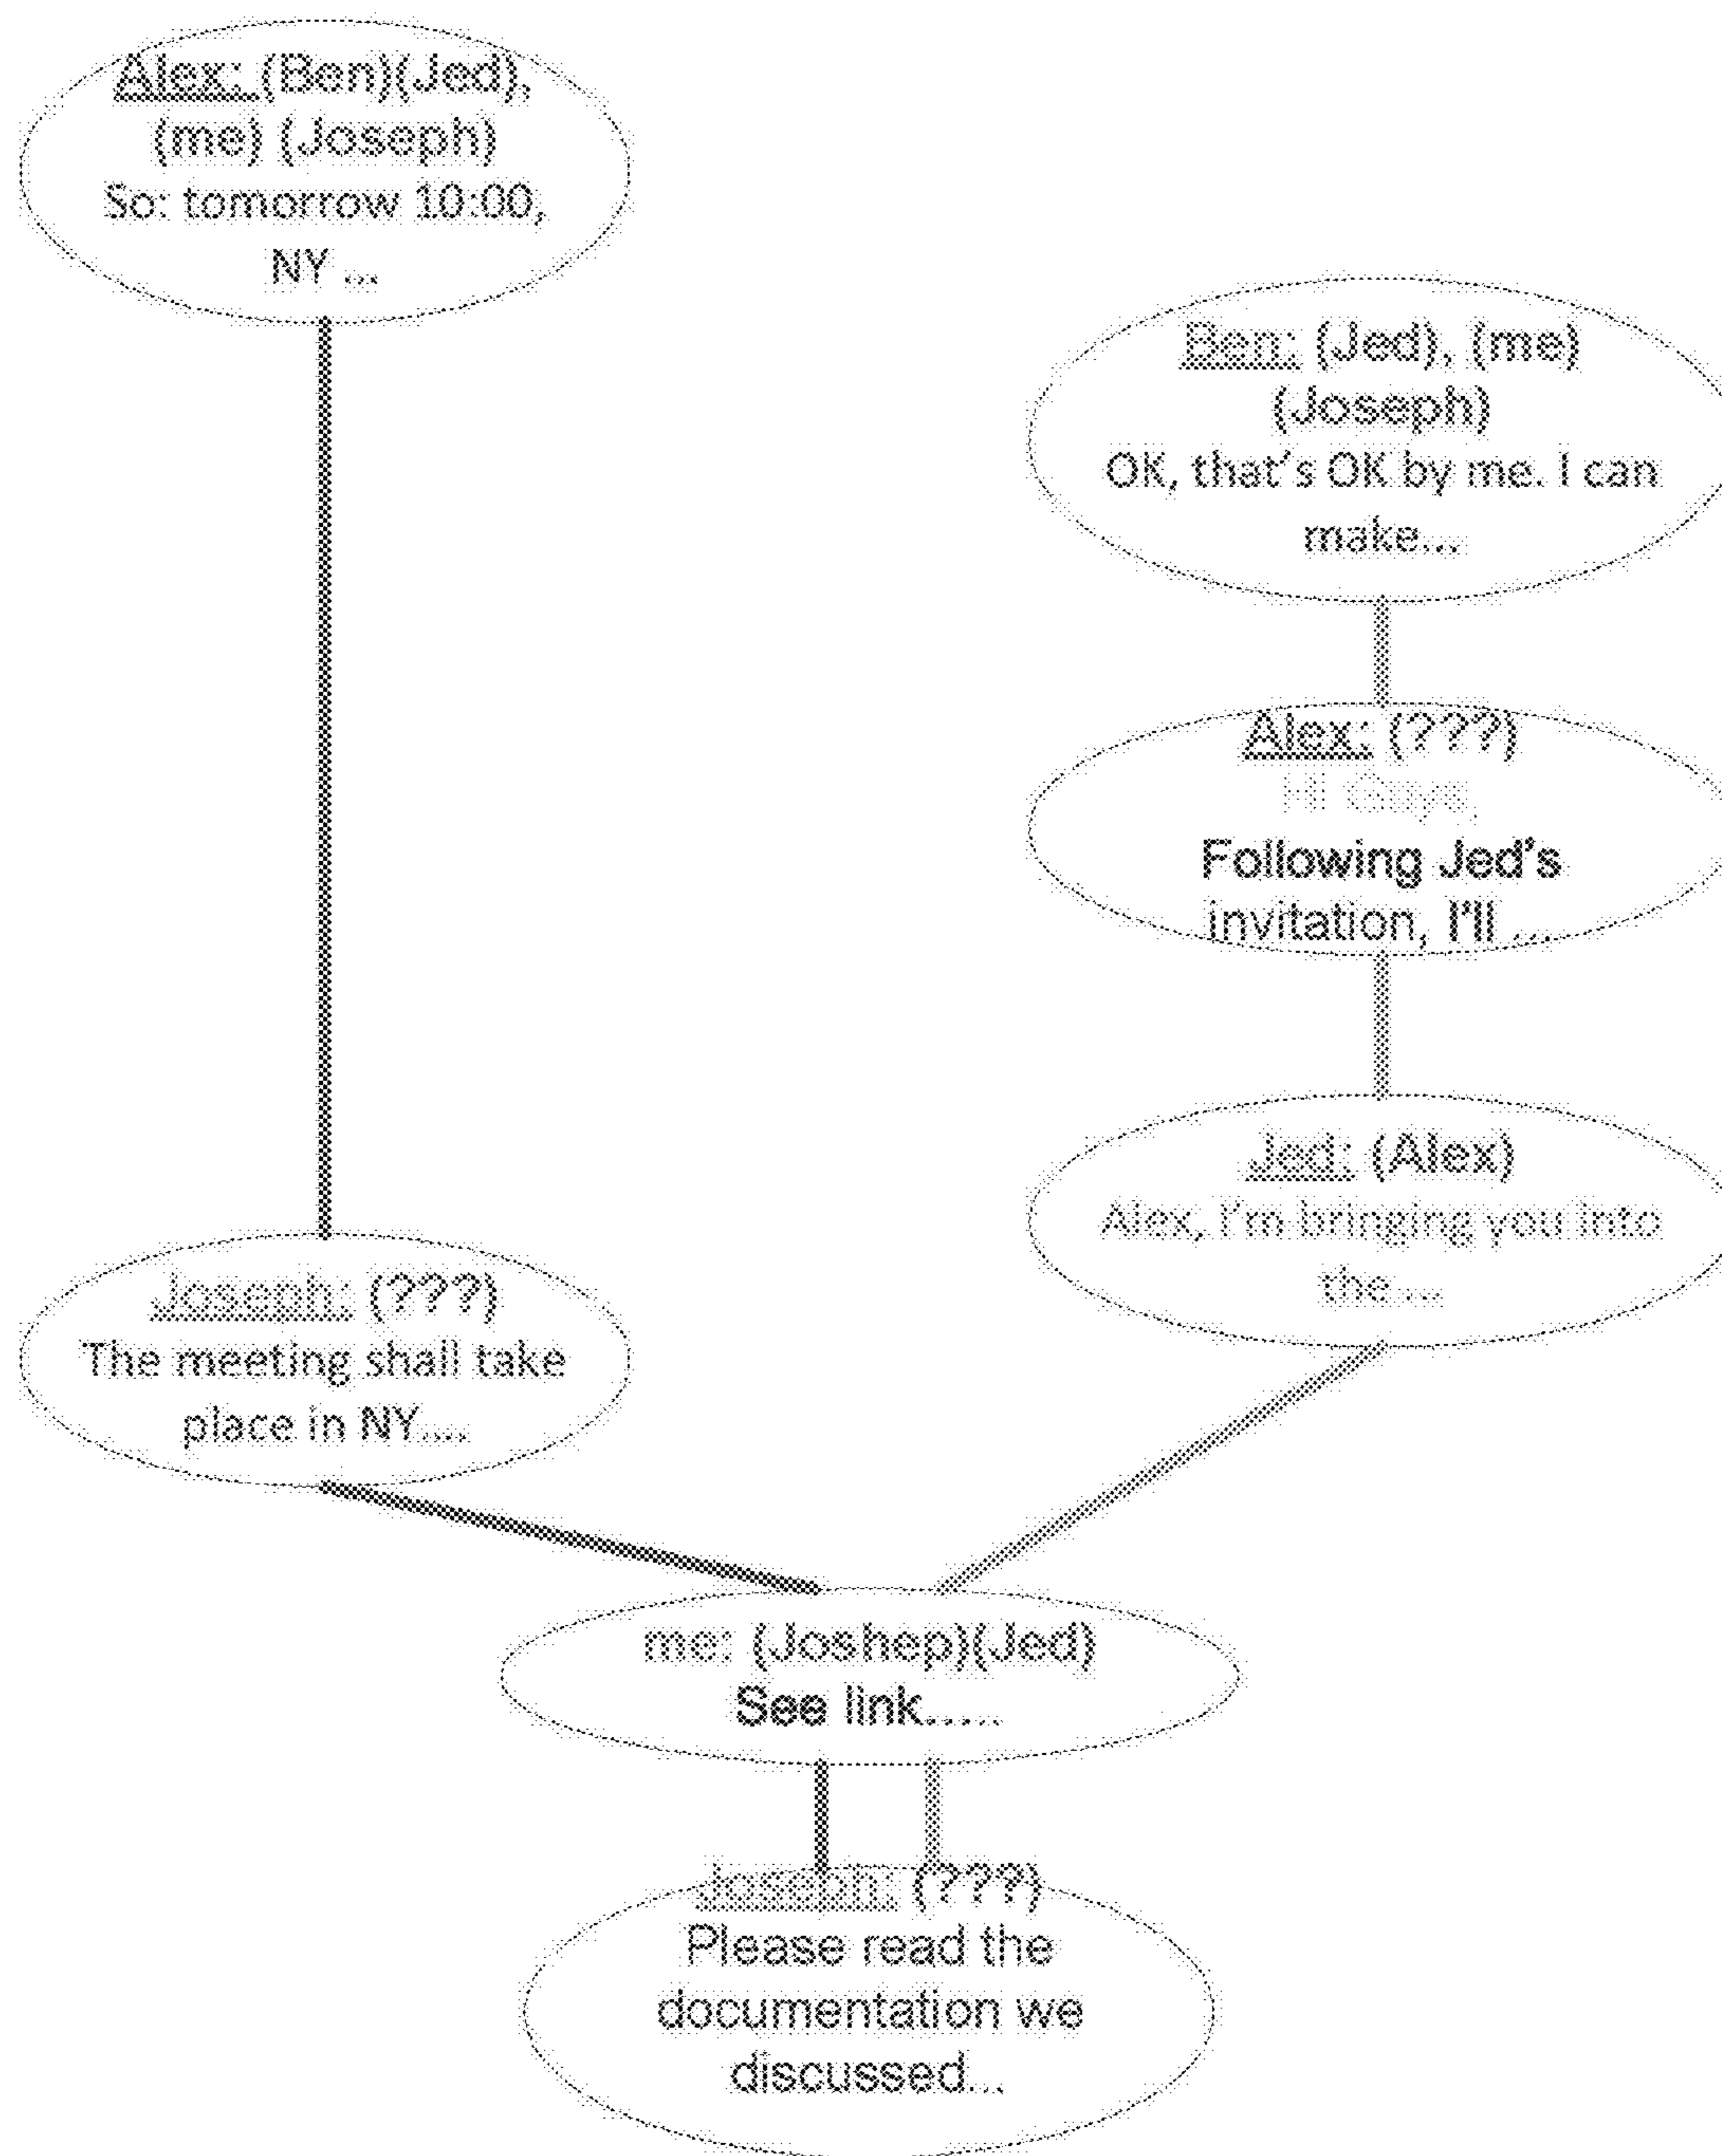 Alex: (Ben)(Jed),
(me) (Joseph)
So: tomorrow 10:00,
NY ...
Ben: (Jed), (me)
(Joseph)
OK, that's OK by me. I can
make...
Alex: (???)
Hi Guys,
Following Jed's
invitation, I'll ....
Jed: (Alex)
Alex, I'm bringing you into
the ...
Joseph: (???)
The meeting shall take
place in NY....
me: (Joshep)(Jed)
See link.....
Joseph: (???)
Please read the
documentation we
discussed...